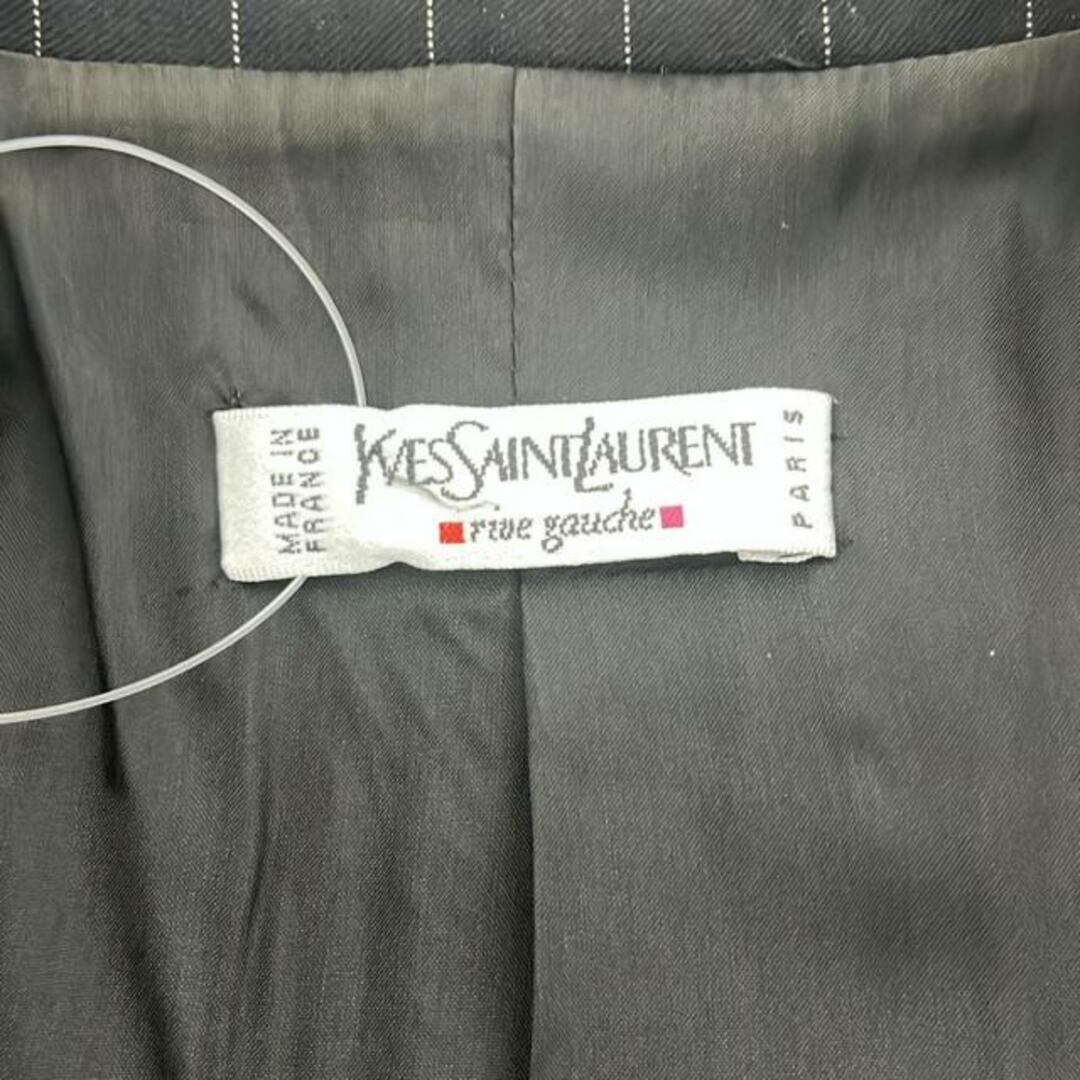 MADE IN
FRANCE
YVES SAINT LAURENT
rive gauche
PARIS